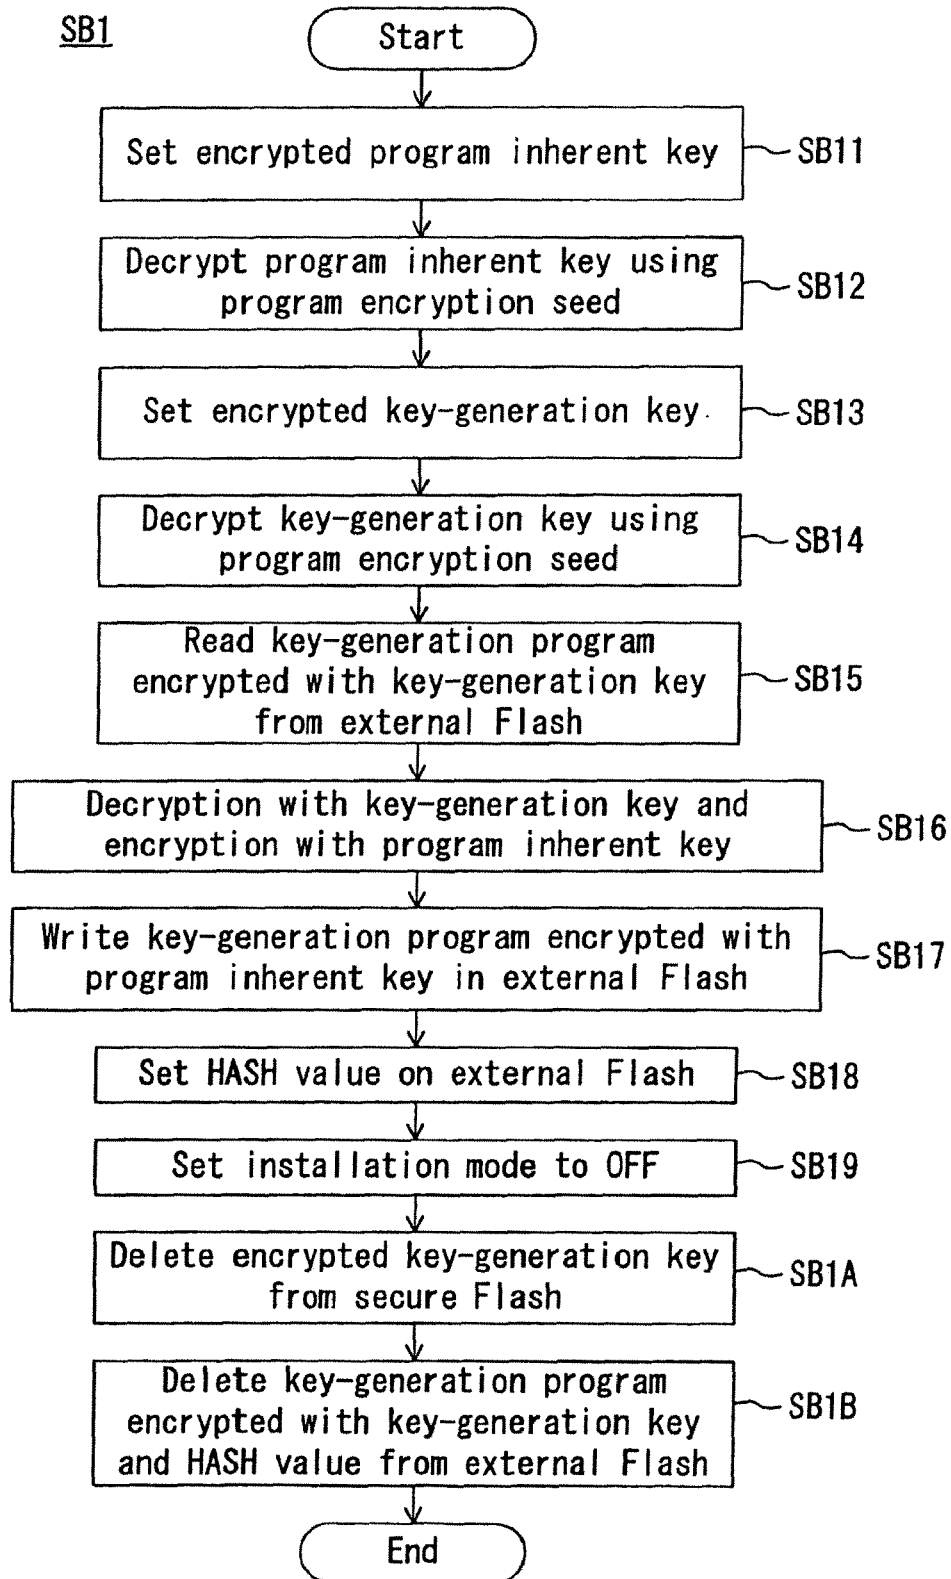 SB1
Start
Set encrypted program inherent key
SB11
Decrypt program inherent key using
program encryption seed
SB12
Set encrypted key-generation key
SB13
Decrypt key-generation key using
program encryption seed
SB14
Read key-generation program
encrypted with key-generation key
from external Flash
SB15
Decryption with key-generation key and
encryption with program inherent key
SB16
Write key-generation program encrypted with
program inherent key in external Flash
SB17
Set HASH value on external Flash
SB18
Set installation mode to OFF
SB19
Delete encrypted key-generation key
from secure Flash
SB1A
Delete key-generation program
encrypted with key-generation key
and HASH value from external Flash
SB1B
End